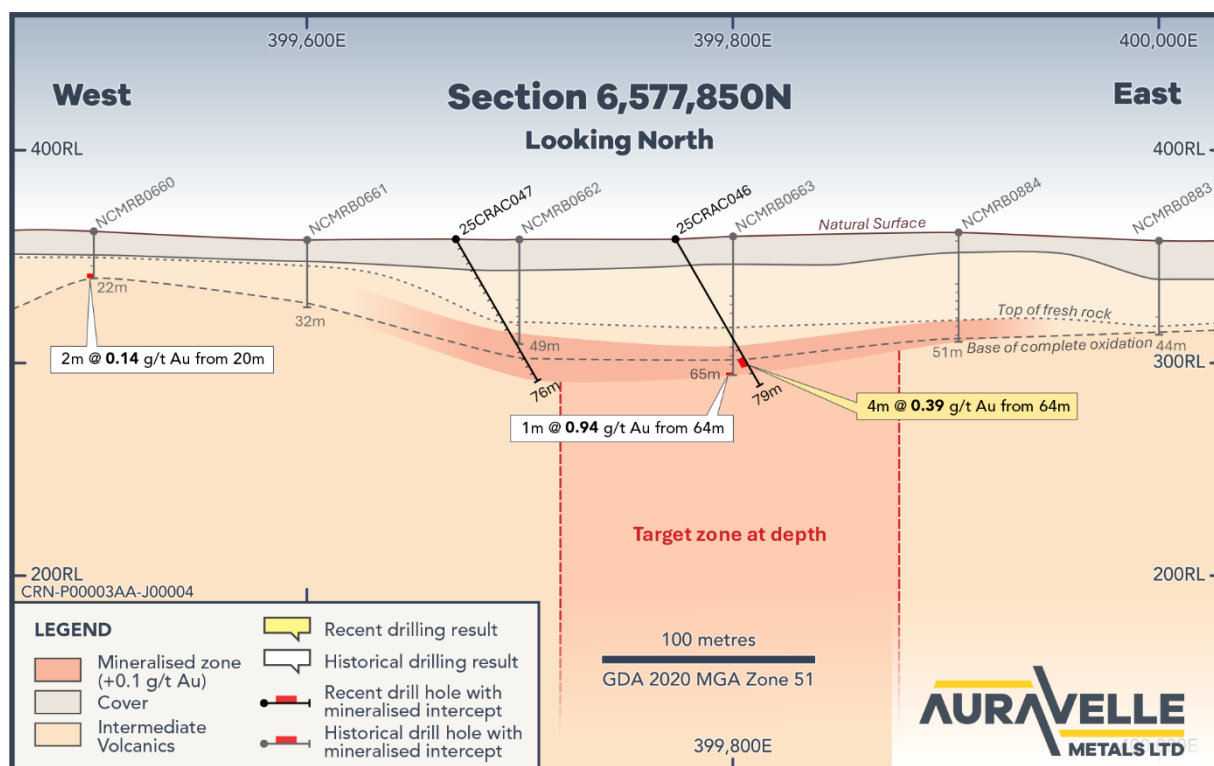 399,600E
399,800E
400,000E
West
Section 6,577,850N
East
Looking North
400RL
400RL
NCMRB0660
NCMRB0661
25CRAC047
NCMRB0662
25CRAC046
NCMRB0663
Natural Surface
NCMRB0884
NCMRB0883
22m
32m
Top of fresh rock
2m @ 0.14 g/t Au from 20m
49m
51m
Base of complete oxidation
44m
300RL
300RL
65m
76m
79m
1m @ 0.94 g/t Au from 64m
4m @ 0.39 g/t Au from 64m
Target zone at depth
200RL
200RL
CRN-P00003AA-J00004
LEGEND
Mineralised zone
(+0.1 g/t Au)
Cover
Intermediate
Volcanics
Recent drilling result
Historical drilling result
Recent drill hole with
mineralised intercept
Historical drill hole with
mineralised intercept
100 metres
GDA 2020 MGA Zone 51
399,800E
AURAVELLE
METALS LTD